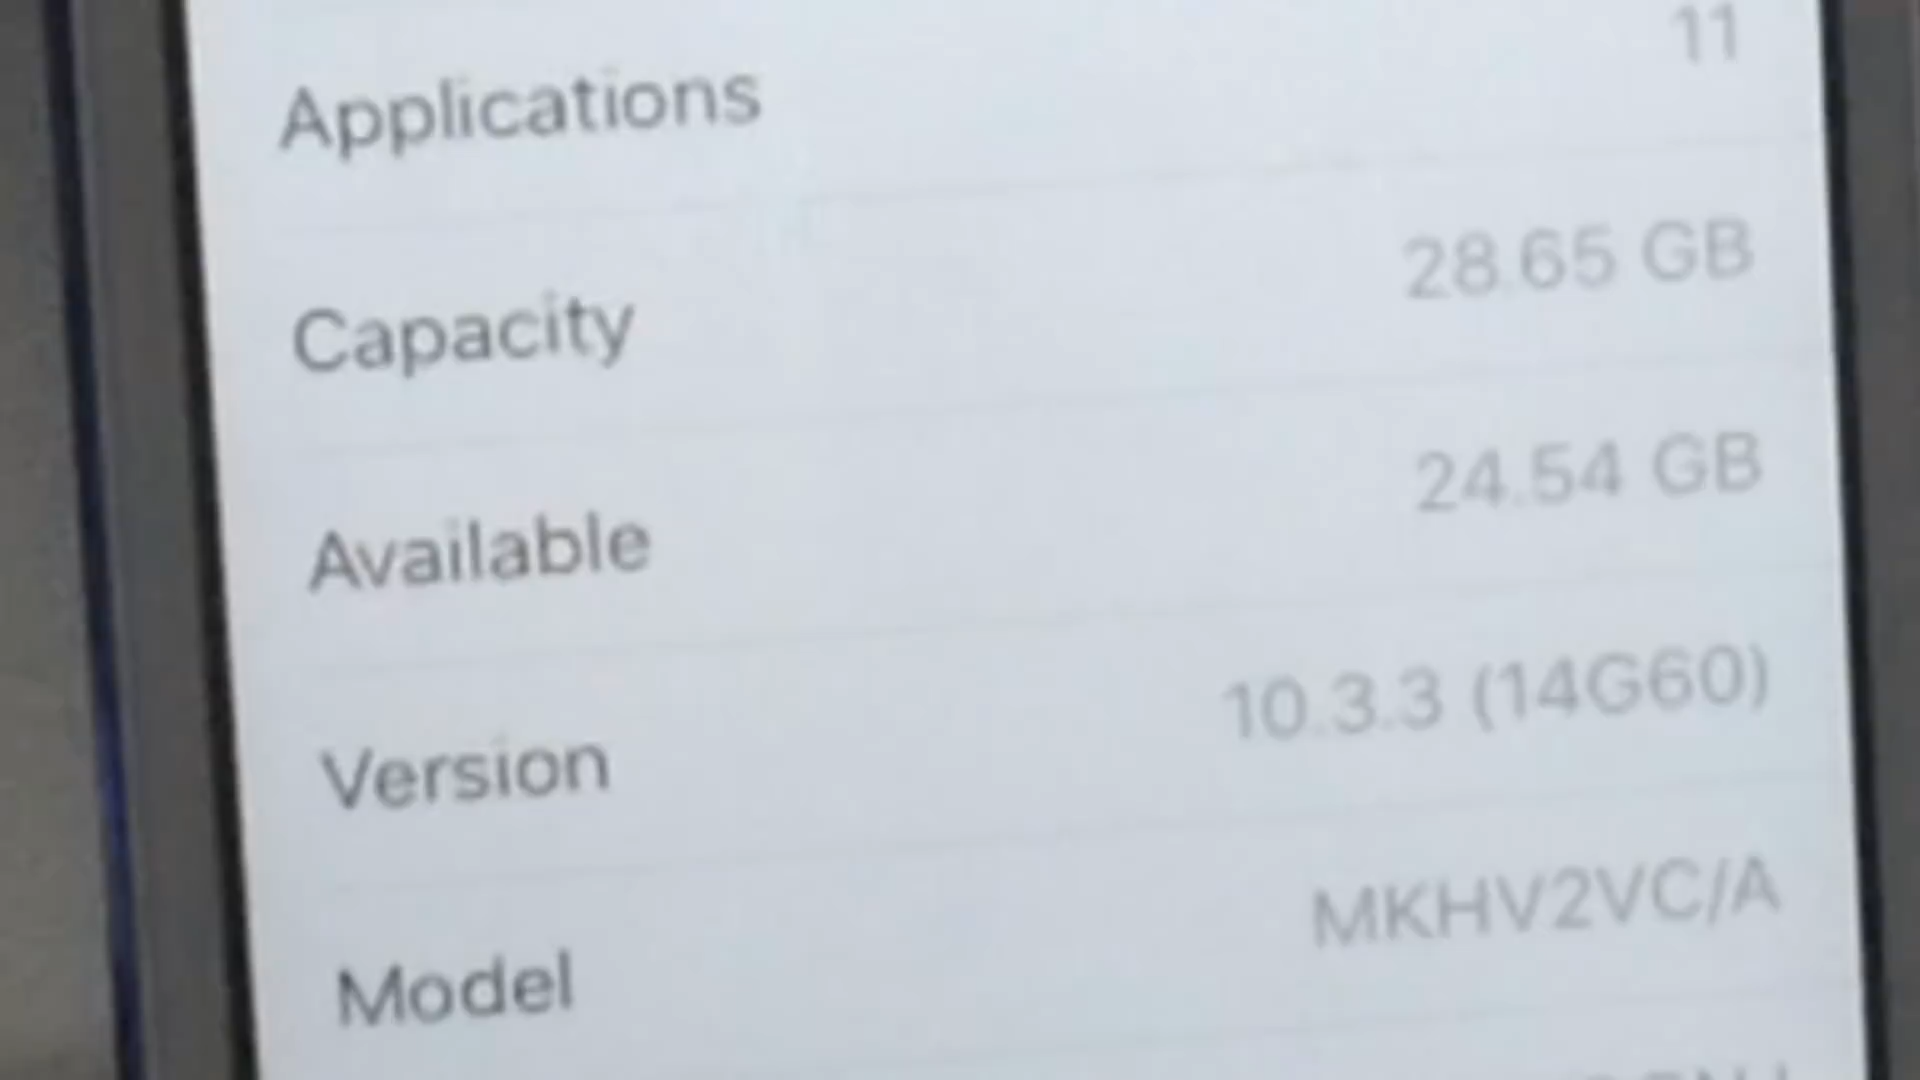 Applications 11
Capacity 28.65 GB
Available 24.54 GB
Version 10.3.3 (14G60)
Model MKHV2VC/A